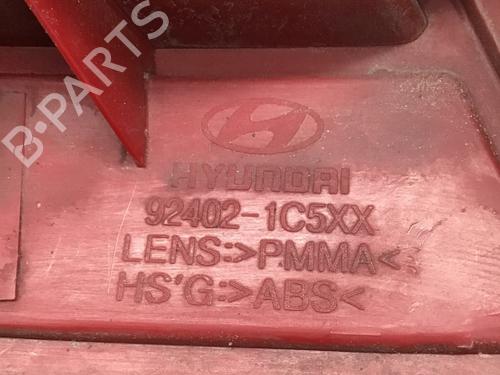 B-PARTS
HYUNDAI
92402-1C5XX
LENS:>PMMA<
HS'G:>ABS<